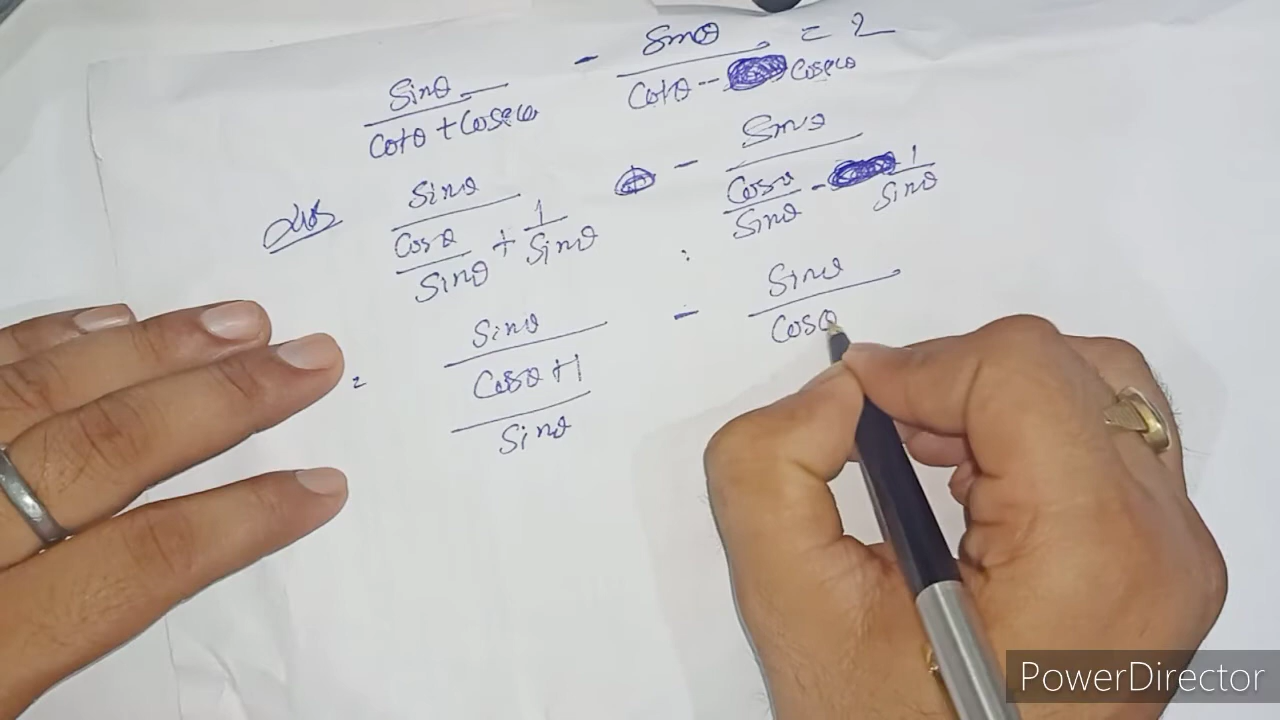 Sinθ / Cotθ + Cosecθ - Sinθ / Cotθ - Cosecθ = 2
Sinθ / Cosθ / Sinθ + 1 / Sinθ - Sinθ / Cosθ / Sinθ - 1 / Sinθ
= Sinθ / Cosθ + 1 / Sinθ - Sinθ / Cosθ
PowerDirector